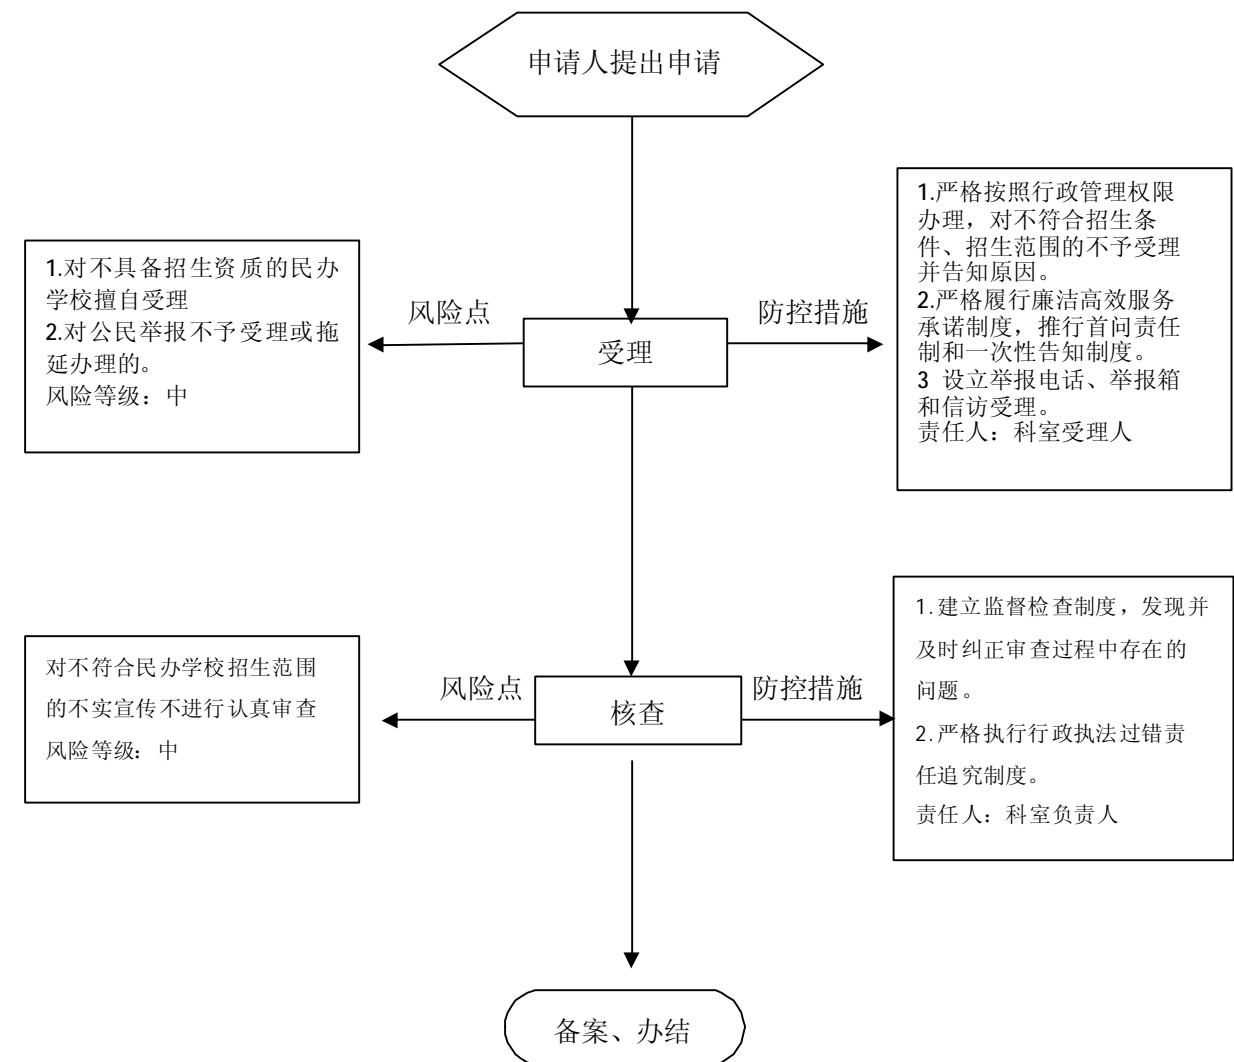 申请人提出申请
1.严格按照行政管理权限
办理，对不符合招生条
件、招生范围的不予受理
并告知原因。
2.严格履行廉洁高效服务
承诺制度，推行首问责任
制和一次性告知制度。
3 设立举报电话、举报箱
和信访受理。
责任人：科室受理人
1.对不具备招生资质的民办
学校擅自受理
2.对公民举报不予受理或拖
延办理的。
风险等级：中
风险点
防控措施
受理
1.建立监督检查制度，发现并
及时纠正审查过程中存在的
问题。
2.严格执行行政执法过错责
任追究制度。
责任人：科室负责人
对不符合民办学校招生范围
的不实宣传不进行认真审查
风险等级：中
风险点
防控措施
核查
备案、办结